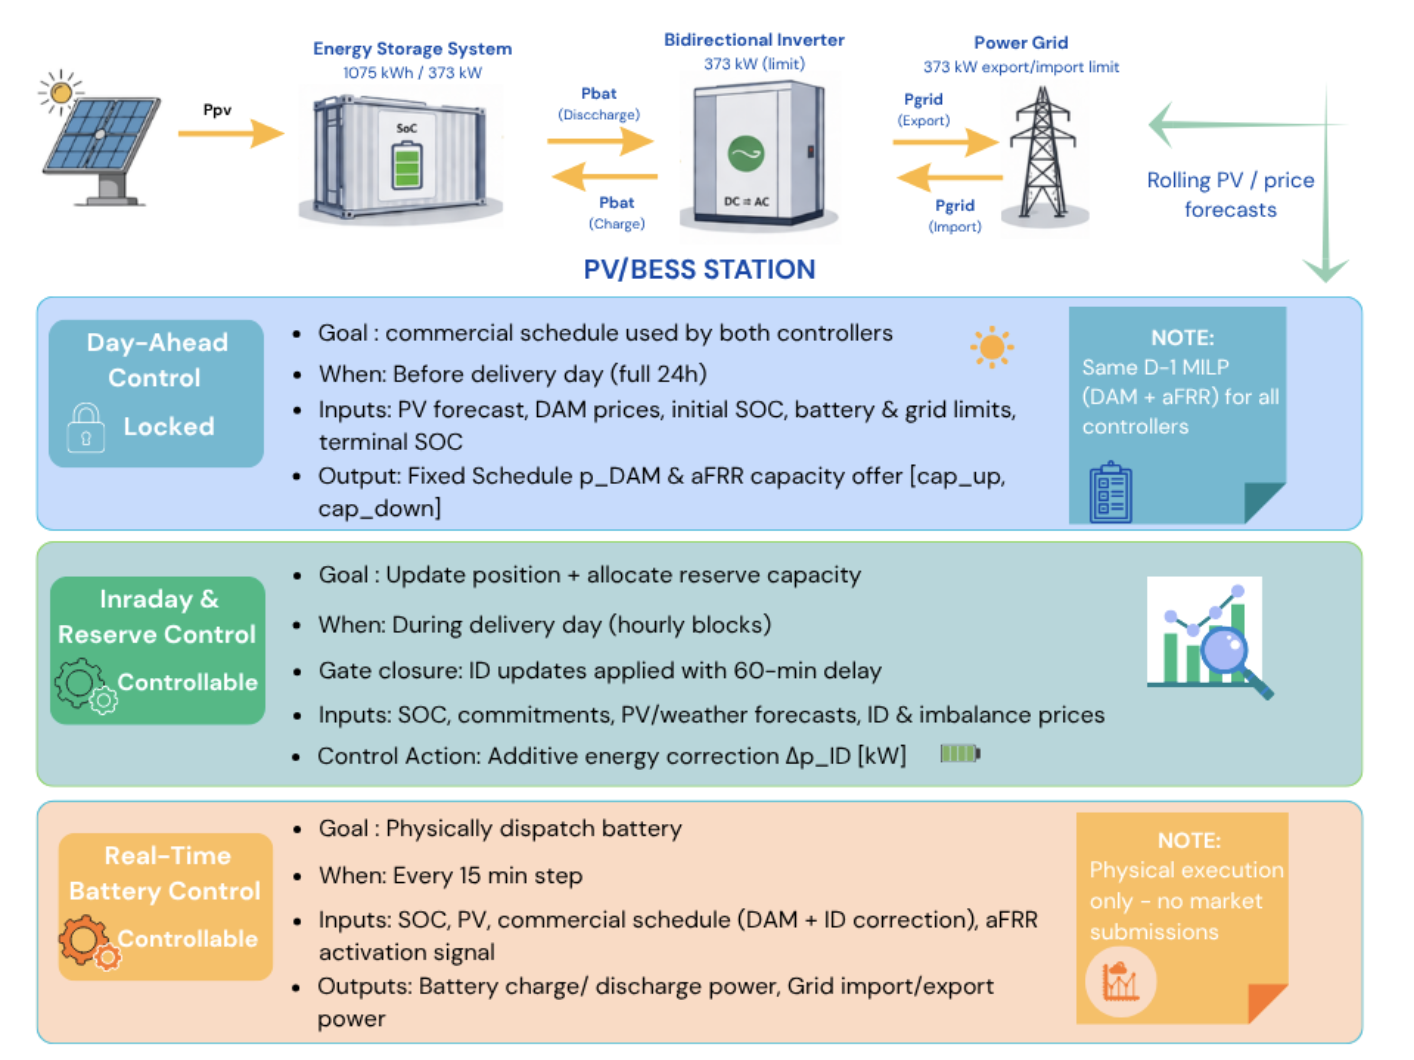 Energy Storage System
1075 kWh / 373 kW
Bidirectional Inverter
373 kW (limit)
Power Grid
373 kW export/import limit
Ppv
SoC
Pbat
(Disccharge)
Pbat
(Charge)
DC ⇌ AC
Pgrid
(Export)
Pgrid
(Import)
Rolling PV / price
forecasts
PV/BESS STATION
Day-Ahead
Control
Locked
• Goal : commercial schedule used by both controllers
• When: Before delivery day (full 24h)
• Inputs: PV forecast, DAM prices, initial SOC, battery & grid limits,
terminal SOC
• Output: Fixed Schedule p_DAM & aFRR capacity offer [cap_up,
cap_down]
NOTE:
Same D-1 MILP
(DAM + aFRR) for all
controllers
Inraday &
Reserve Control
Controllable
• Goal : Update position + allocate reserve capacity
• When: During delivery day (hourly blocks)
• Gate closure: ID updates applied with 60-min delay
• Inputs: SOC, commitments, PV/weather forecasts, ID & imbalance prices
• Control Action: Additive energy correction Δp_ID [kW]
Real-Time
Battery Control
Controllable
• Goal : Physically dispatch battery
• When: Every 15 min step
• Inputs: SOC, PV, commercial schedule (DAM + ID correction), aFRR
activation signal
• Outputs: Battery charge/ discharge power, Grid import/export
power
NOTE:
Physical execution
only - no market
submissions